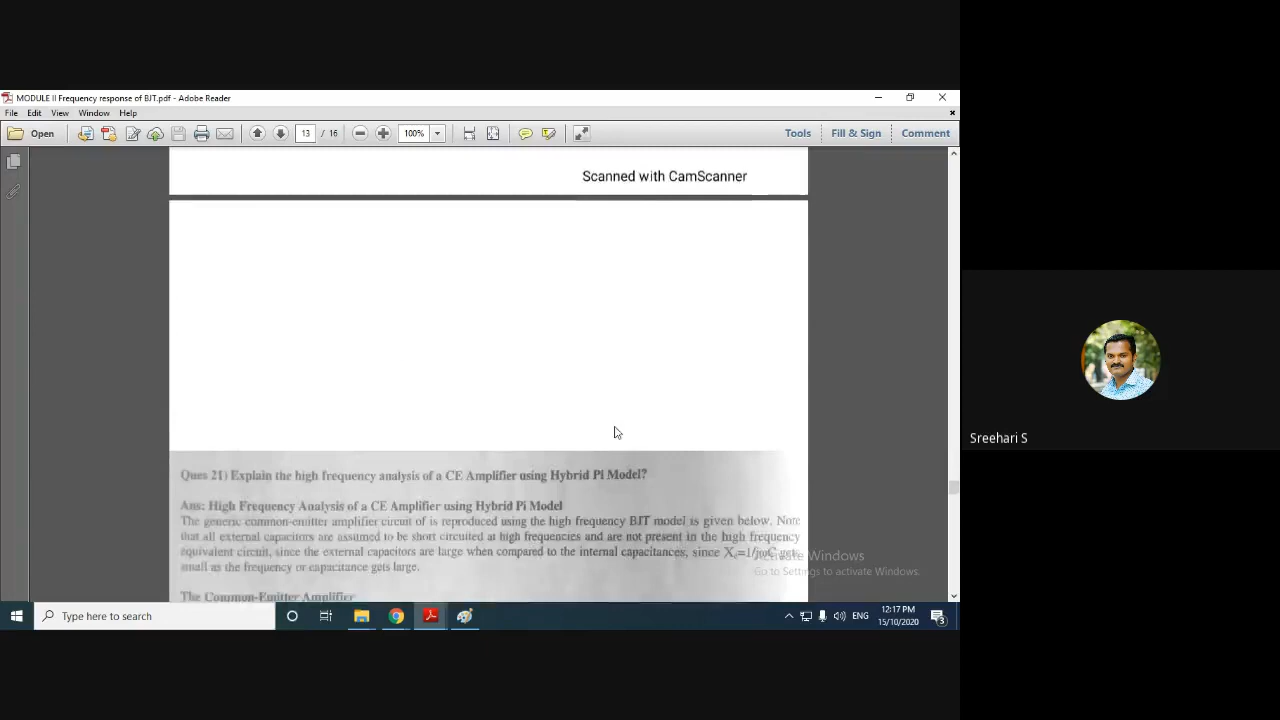 MODULE II Frequency response of BJT.pdf - Adobe Reader
File Edit View Window Help
Open 13 / 16 100% Tools Fill & Sign Comment
Scanned with CamScanner
Ques 21) Explain the high frequency analysis of a CE Amplifier using Hybrid Pi Model?
Ans: High Frequency Analysis of a CE Amplifier using Hybrid Pi Model
The generic common-emitter amplifier circuit of is reproduced using the high frequency BJT model is given below. Note
that all external capacitors are assumed to be short circuited at high frequencies and are not present in the high frequency
equivalent circuit, since the external capacitors are large when compared to the internal capacitances, since Xc=1/jωC gets
small as the frequency or capacitance gets large.
The Common-Emitter Amplifier
Activate Windows
Go to Settings to activate Windows.
Sreehari S
Type here to search
ENG
12:17 PM
15/10/2020
3